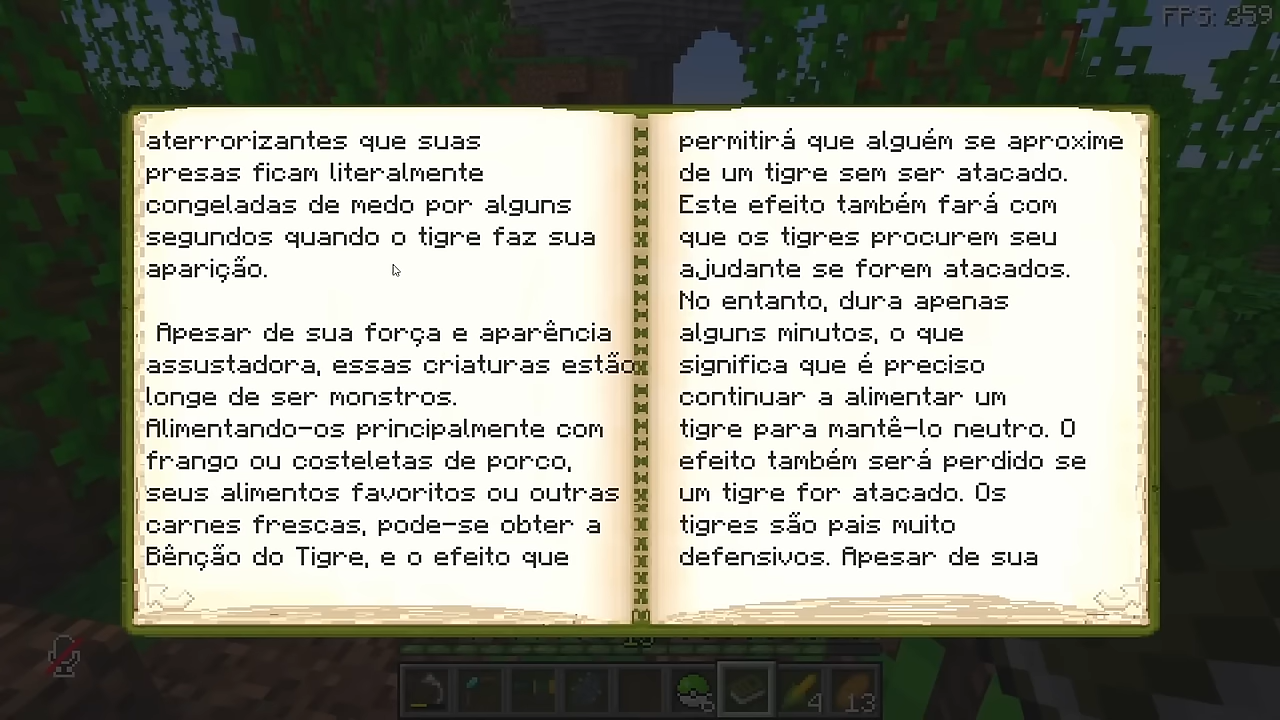 FPS: 659
aterrorizantes que suas
presas ficam literalmente
congeladas de medo por alguns
segundos quando o tigre faz sua
aparição.
Apesar de sua força e aparência
assustadora, essas criaturas estão
longe de ser monstros.
Alimentando-os principalmente com
frango ou costeletas de porco,
seus alimentos favoritos ou outras
carnes frescas, pode-se obter a
Bênção do Tigre, e o efeito que
permitirá que alguém se aproxime
de um tigre sem ser atacado.
Este efeito também fará com
que os tigres procurem seu
ajudante se forem atacados.
No entanto, dura apenas
alguns minutos, o que
significa que é preciso
continuar a alimentar um
tigre para mantê-lo neutro. O
efeito também será perdido se
um tigre for atacado. Os
tigres são pais muito
defensivos. Apesar de sua
4
13